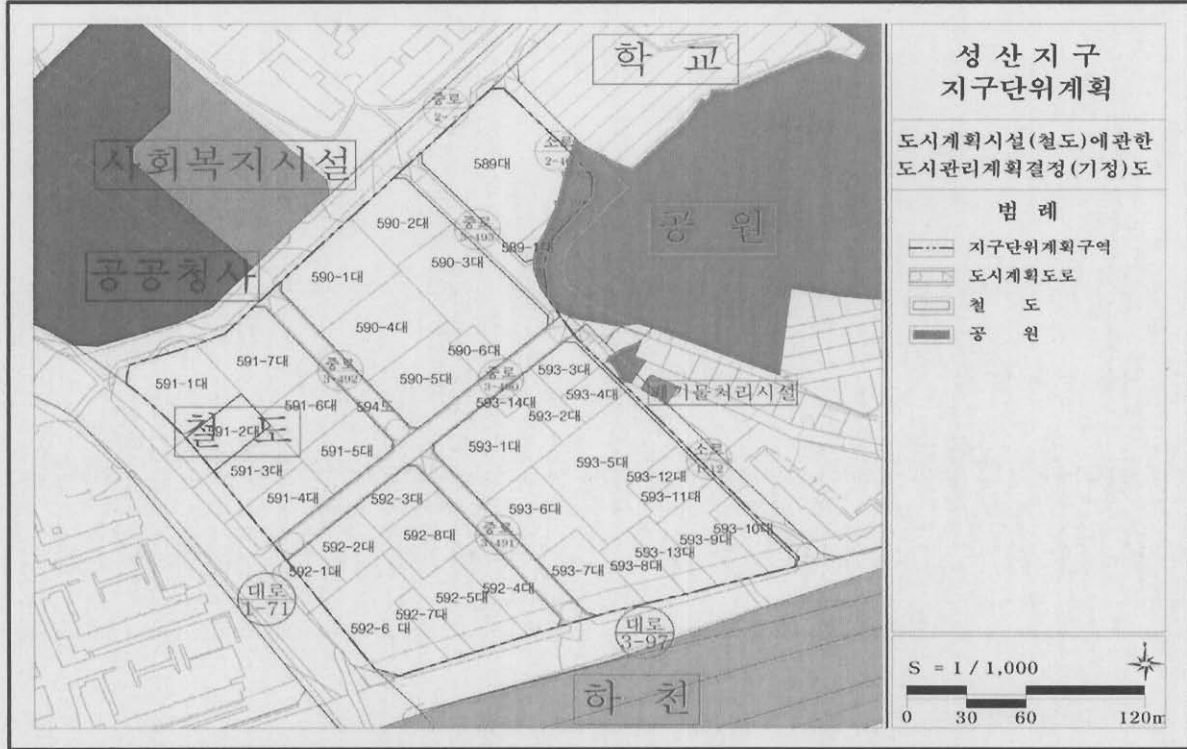 성산지구
지구단위계획
도시계획시설(철도)에관한
도시관리계획결정(기정)도
범 례
지구단위계획구역
도시계획도로
철 도
공 원
S = 1 / 1,000
0 30 60 120m
학 교
중로
소로
589대
사회복지시설
590-2대
중로
공 원
589-1대
590-3대
공공청사
590-1대
590-4대
590-6대
591-7대
중로
3-492
중로
593-3대
591-1대
590-5대
593-4대
폐기물처리시설
591-6대
594도
593-14대
593-2대
철 도
591-2대
591-5대
593-1대
소로
591-3대
593-5대
593-12대
591-4대
592-3대
593-11대
593-6대
592-8대
중로
3-491
593-10대
592-2대
593-9대
593-13대
592-1대
593-7대
593-8대
592-4대
592-5대
대로
1-71
592-7대
592-6 대
대로
3-97
하 천